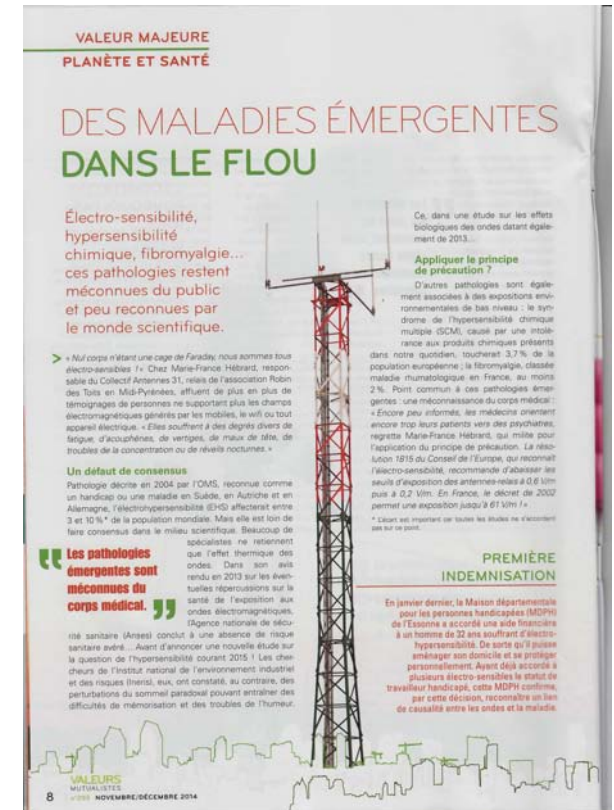 VALEUR MAJEURE
PLANÈTE ET SANTÉ
DES MALADIES ÉMERGENTES
DANS LE FLOU
Électro-sensibilité,
hypersensibilité
chimique, fibromyalgie...
ces pathologies restent
méconnues du public
et peu reconnues par
le monde scientifique.
> « Nul corps n'étant une cage de Faraday, nous sommes tous
électro-sensibles ! » Chez Marie-France Hébrard, respon-
sable du Collectif Antennes 31, relais de l'association Robin
des Toits en Midi-Pyrénées, affluent de plus en plus de
témoignages de personnes ne supportant plus les champs
électromagnétiques générés par les mobiles, le wifi ou tout
appareil électrique. « Elles souffrent à des degrés divers de
fatigue, d'acouphènes, de vertiges, de maux de tête, de
troubles de la concentration ou de réveils nocturnes. »
Un défaut de consensus
Pathologie décrite en 2004 par l'OMS, reconnue comme
un handicap ou une maladie en Suède, en Autriche et en
Allemagne, l'électrohypersensibilité (EHS) affecterait entre
3 et 10 %* de la population mondiale. Mais elle est loin de
faire consensus dans le milieu scientifique. Beaucoup de
spécialistes ne retiennent
que l'effet thermique des
ondes. Dans son avis
rendu en 2013 sur les éven-
tuelles répercussions sur la
santé de l'exposition aux
ondes électromagnétiques,
l'Agence nationale de sécu-
rité sanitaire (Anses) conclut à une absence de risque
sanitaire avéré... Avant d'annoncer une nouvelle étude sur
la question de l'hypersensibilité courant 2015 ! Les cher-
cheurs de l'Institut national de l'environnement industriel
et des risques (Ineris), eux, ont constaté, au contraire, des
perturbations du sommeil paradoxal pouvant entraîner des
difficultés de mémorisation et des troubles de l'humeur.
Les pathologies
émergentes sont
méconnues du
corps médical.
Ce, dans une étude sur les effets
biologiques des ondes datant égale-
ment de 2013...
Appliquer le principe
de précaution ?
D'autres pathologies sont égale-
ment associées à des expositions envi-
ronnementales de bas niveau : le syn-
drome de l'hypersensibilité chimique
multiple (SCM), causé par une intolé-
rance aux produits chimiques présents
dans notre quotidien, toucherait 3,7 % de la
population européenne ; la fibromyalgie, classée
maladie rhumatologique en France, au moins
2 %. Point commun à ces pathologies émer-
gentes : une méconnaissance du corps médical :
« Encore peu informés, les médecins orientent
encore trop leurs patients vers des psychiatres,
regrette Marie-France Hébrard, qui milite pour
l'application du principe de précaution. La réso-
lution 1815 du Conseil de l'Europe, qui reconnaît
l'électro-sensibilité, recommande d'abaisser les
seuils d'exposition des antennes-relais à 0,6 V/m
puis à 0,2 V/m. En France, le décret de 2002
permet une exposition jusqu'à 61 V/m ! »
* L'écart est important car toutes les études ne s'accordent
pas sur ce point.
PREMIÈRE
INDEMNISATION
En janvier dernier, la Maison départementale
pour les personnes handicapées (MDPH)
de l'Essonne a accordé une aide financière
à un homme de 32 ans souffrant d'électro-
hypersensibilité. De sorte qu'il puisse
aménager son domicile et se protéger
personnellement. Ayant déjà accordé à
plusieurs électro-sensibles le statut de
travailleur handicapé, cette MDPH confirme,
par cette décision, reconnaître un lien
de causalité entre les ondes et la maladie.
8
VALEURS
MUTUALISTES
NOVEMBRE/DÉCEMBRE 2014